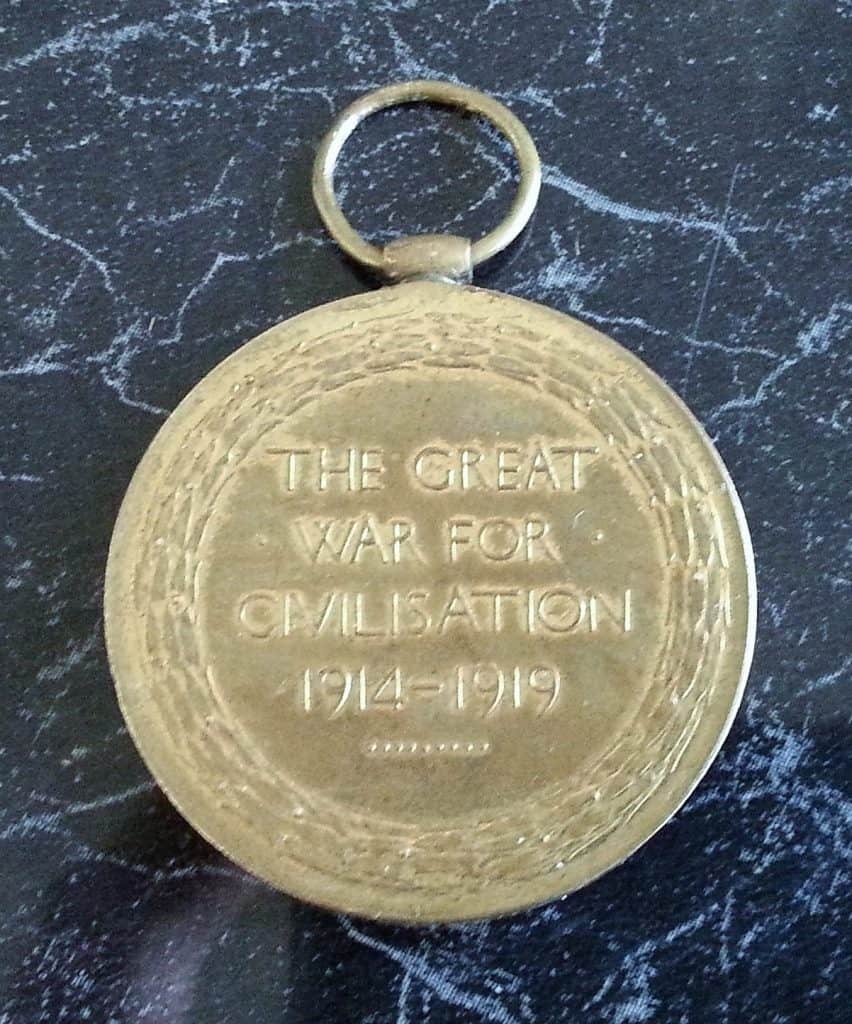 THE GREAT
· WAR FOR ·
CIVILISATION
1914-1919